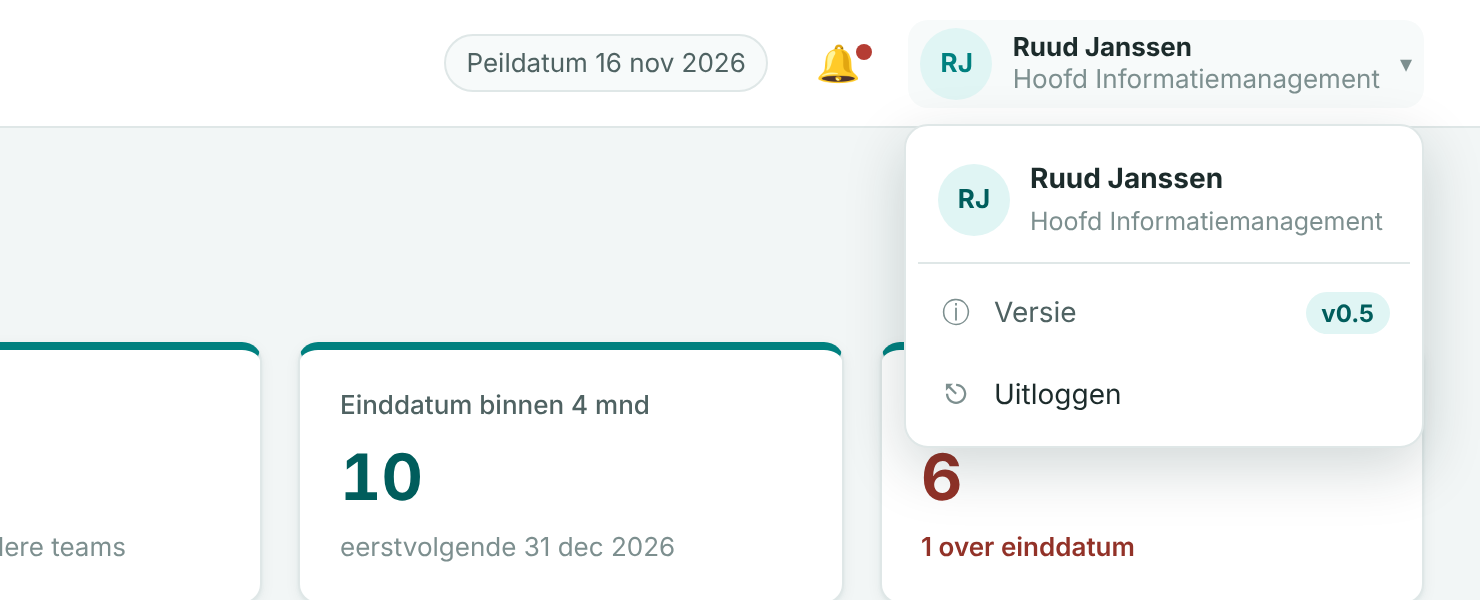 Peildatum 16 nov 2026
RJ
Ruud Janssen
Hoofd Informatiemanagement
RJ
Ruud Janssen
Hoofd Informatiemanagement
Versie
v0.5
Uitloggen
teams
Einddatum binnen 4 mnd
10
eerstvolgende 31 dec 2026
6
1 over einddatum